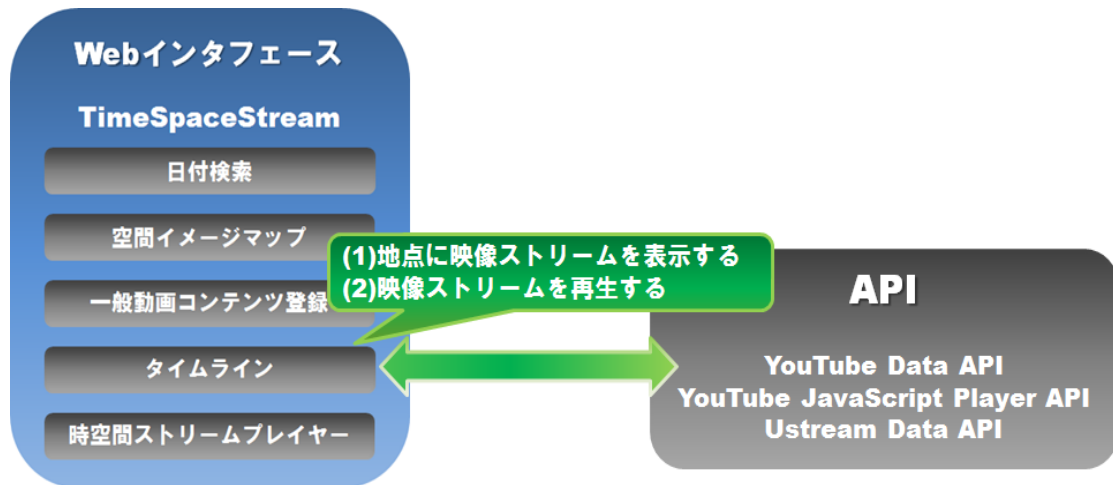 Webインタフェース
TimeSpaceStream
日付検索
空間イメージマップ
(1)地点に映像ストリームを表示する
(2)映像ストリームを再生する
一般動画コンテンツ登録
タイムライン
時空間ストリームプレイヤー
API
YouTube Data API
YouTube JavaScript Player API
Ustream Data API